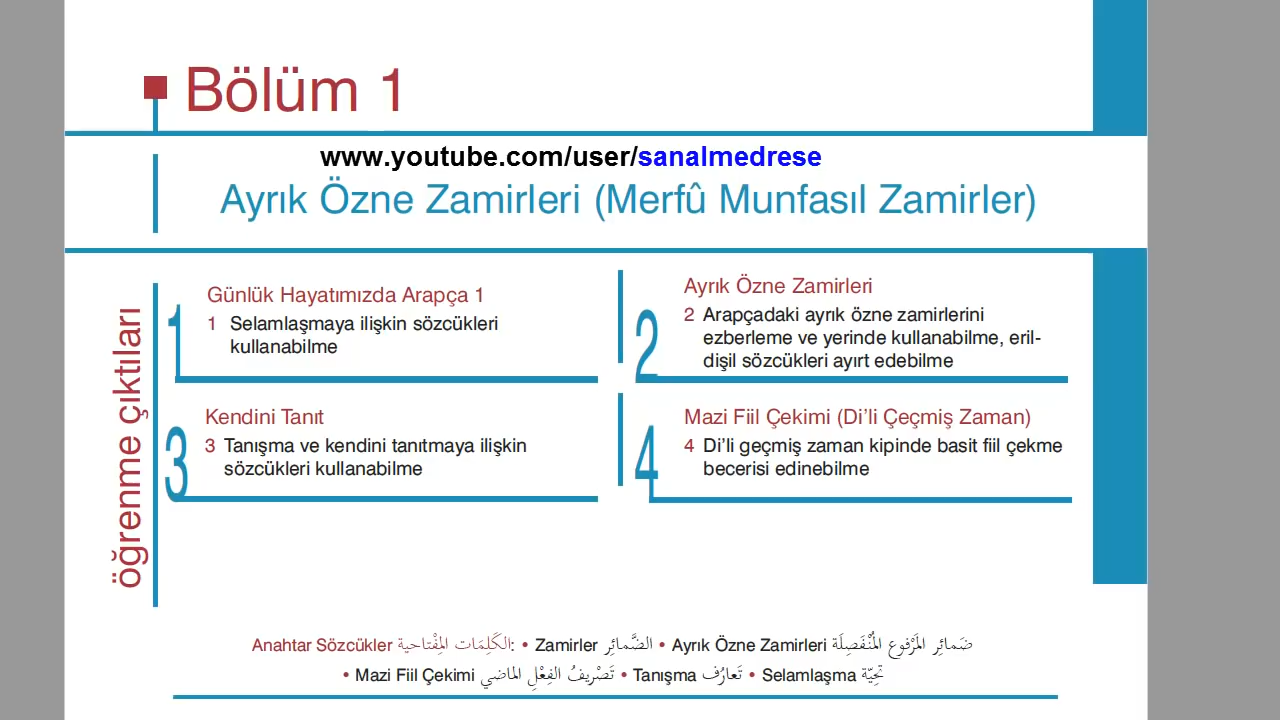 Bölüm 1
www.youtube.com/user/sanalmedrese
Ayrık Özne Zamirleri (Merfû Munfasıl Zamirler)
öğrenme çıktıları
1
Günlük Hayatımızda Arapça 1
1 Selamlaşmaya ilişkin sözcükleri
kullanabilme
2
Ayrık Özne Zamirleri
2 Arapçadaki ayrık özne zamirlerini
ezberleme ve yerinde kullanabilme, eril-
dişil sözcükleri ayırt edebilme
3
Kendini Tanıt
3 Tanışma ve kendini tanıtmaya ilişkin
sözcükleri kullanabilme
4
Mazi Fiil Çekimi (Di’li Çeçmiş Zaman)
4 Di’li geçmiş zaman kipinde basit fiil çekme
becerisi edinebilme
Anahtar Sözcükler الكَلِمَات المِفْتاحية: • Zamirler الضَّمائِر • Ayrık Özne Zamirleri ضَمائِر المَرْفوع المُنْفَصِلَة
• Mazi Fiil Çekimi تَصْريفُ الفِعْلِ الماضي • Tanışma تَعارُف • Selamlaşma تَحِيّة